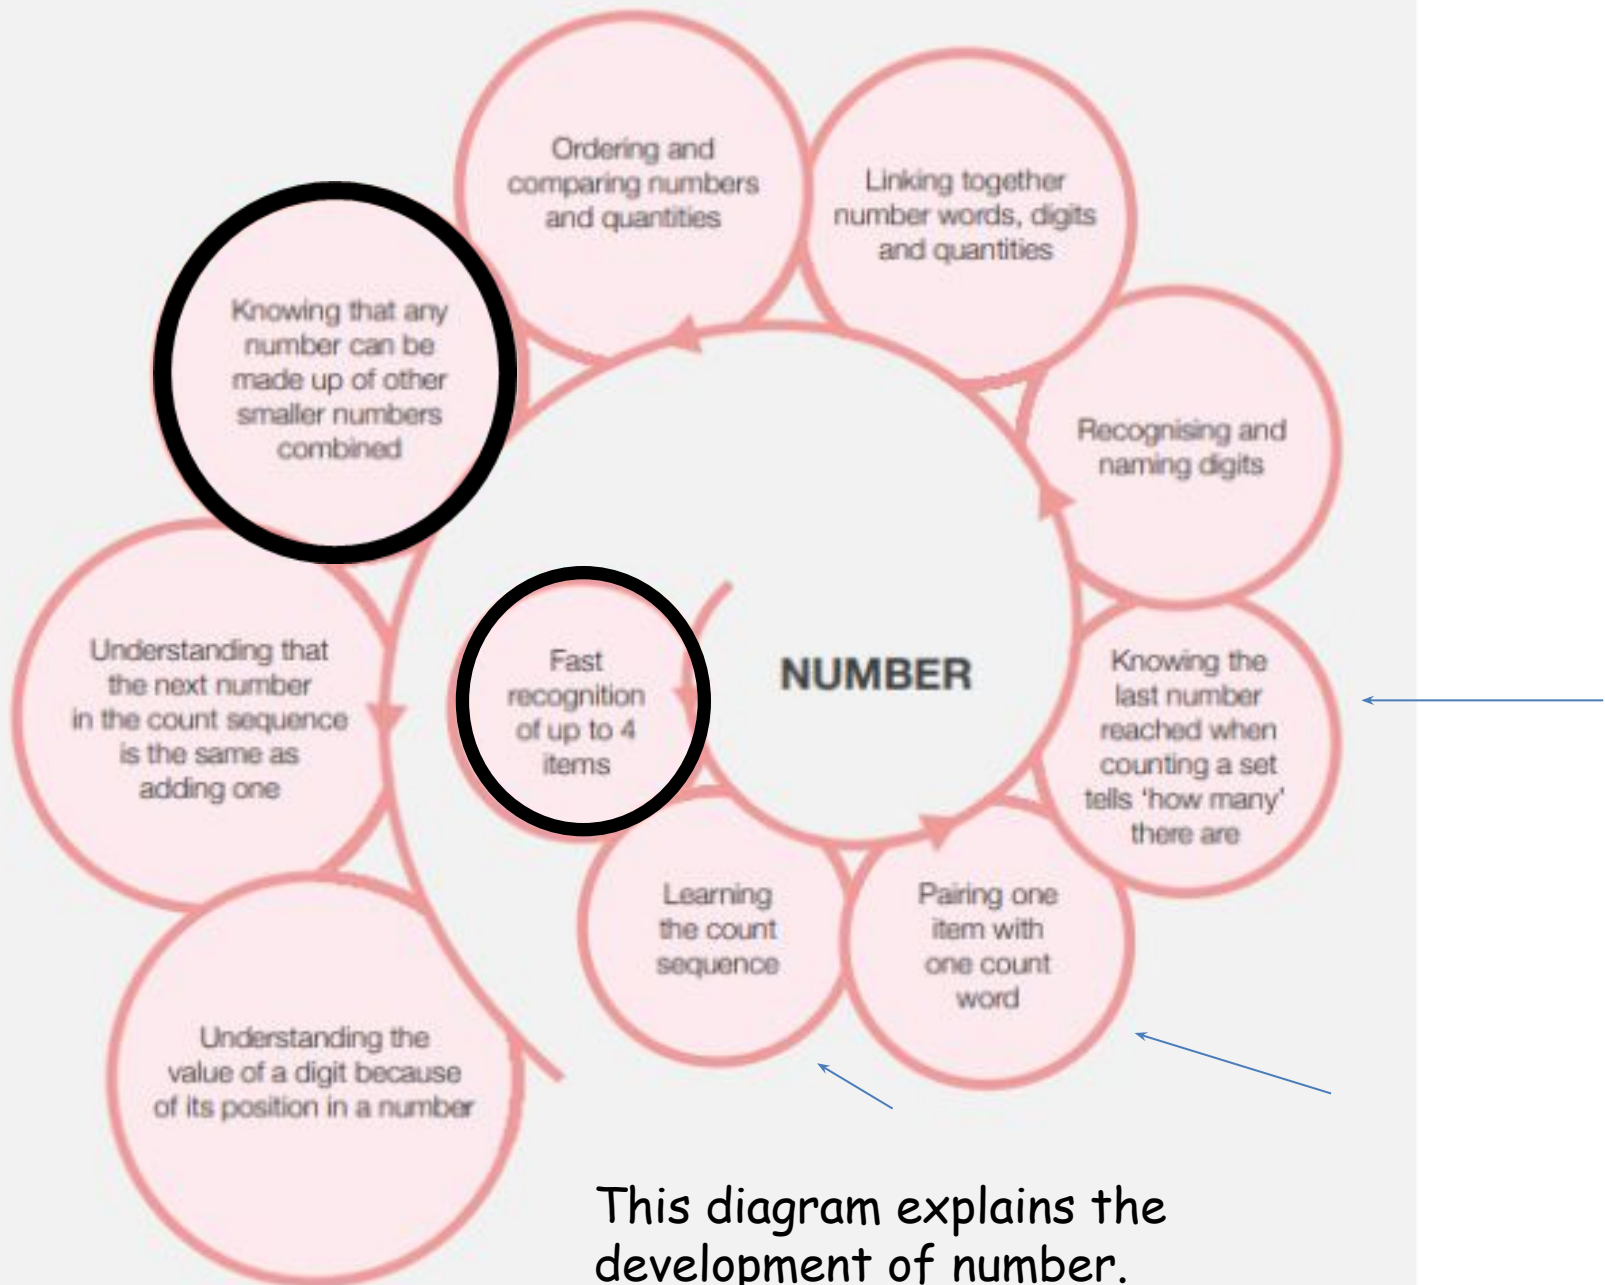 Ordering and
comparing numbers
and quantities
Linking together
number words, digits
and quantities
Knowing that any
number can be
made up of other
smaller numbers
combined
Recognising and
naming digits
Understanding that
the next number
in the count sequence
is the same as
adding one
Fast
recognition
of up to 4
items
NUMBER
Knowing the
last number
reached when
counting a set
tells ‘how many’
there are
Learning
the count
sequence
Pairing one
item with
one count
word
Understanding the
value of a digit because
of its position in a number
This diagram explains the
development of number.